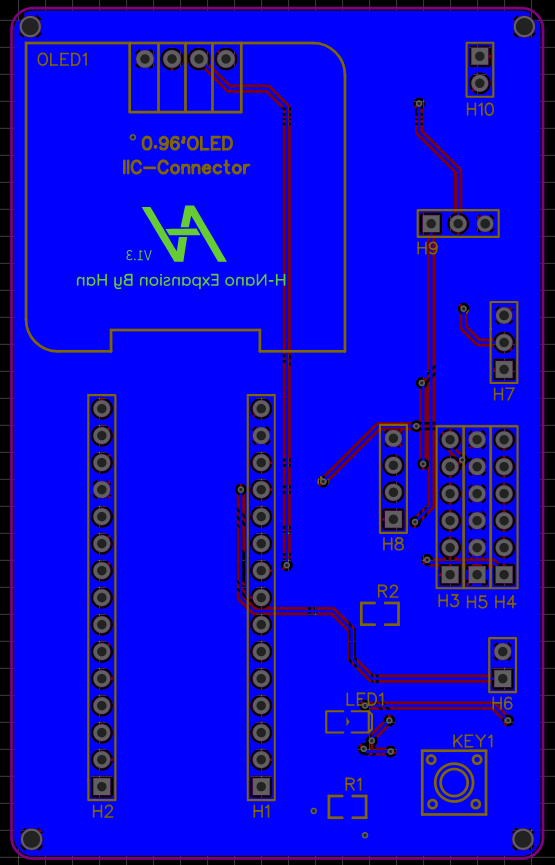 OLED1
H10
0.96'OLED
IIC-Connector
H9
V1.3
H-Nano Expansion By Han
H7
H8
R2
H3 H5 H4
LED1
H6
KEY1
R1
H2
H1